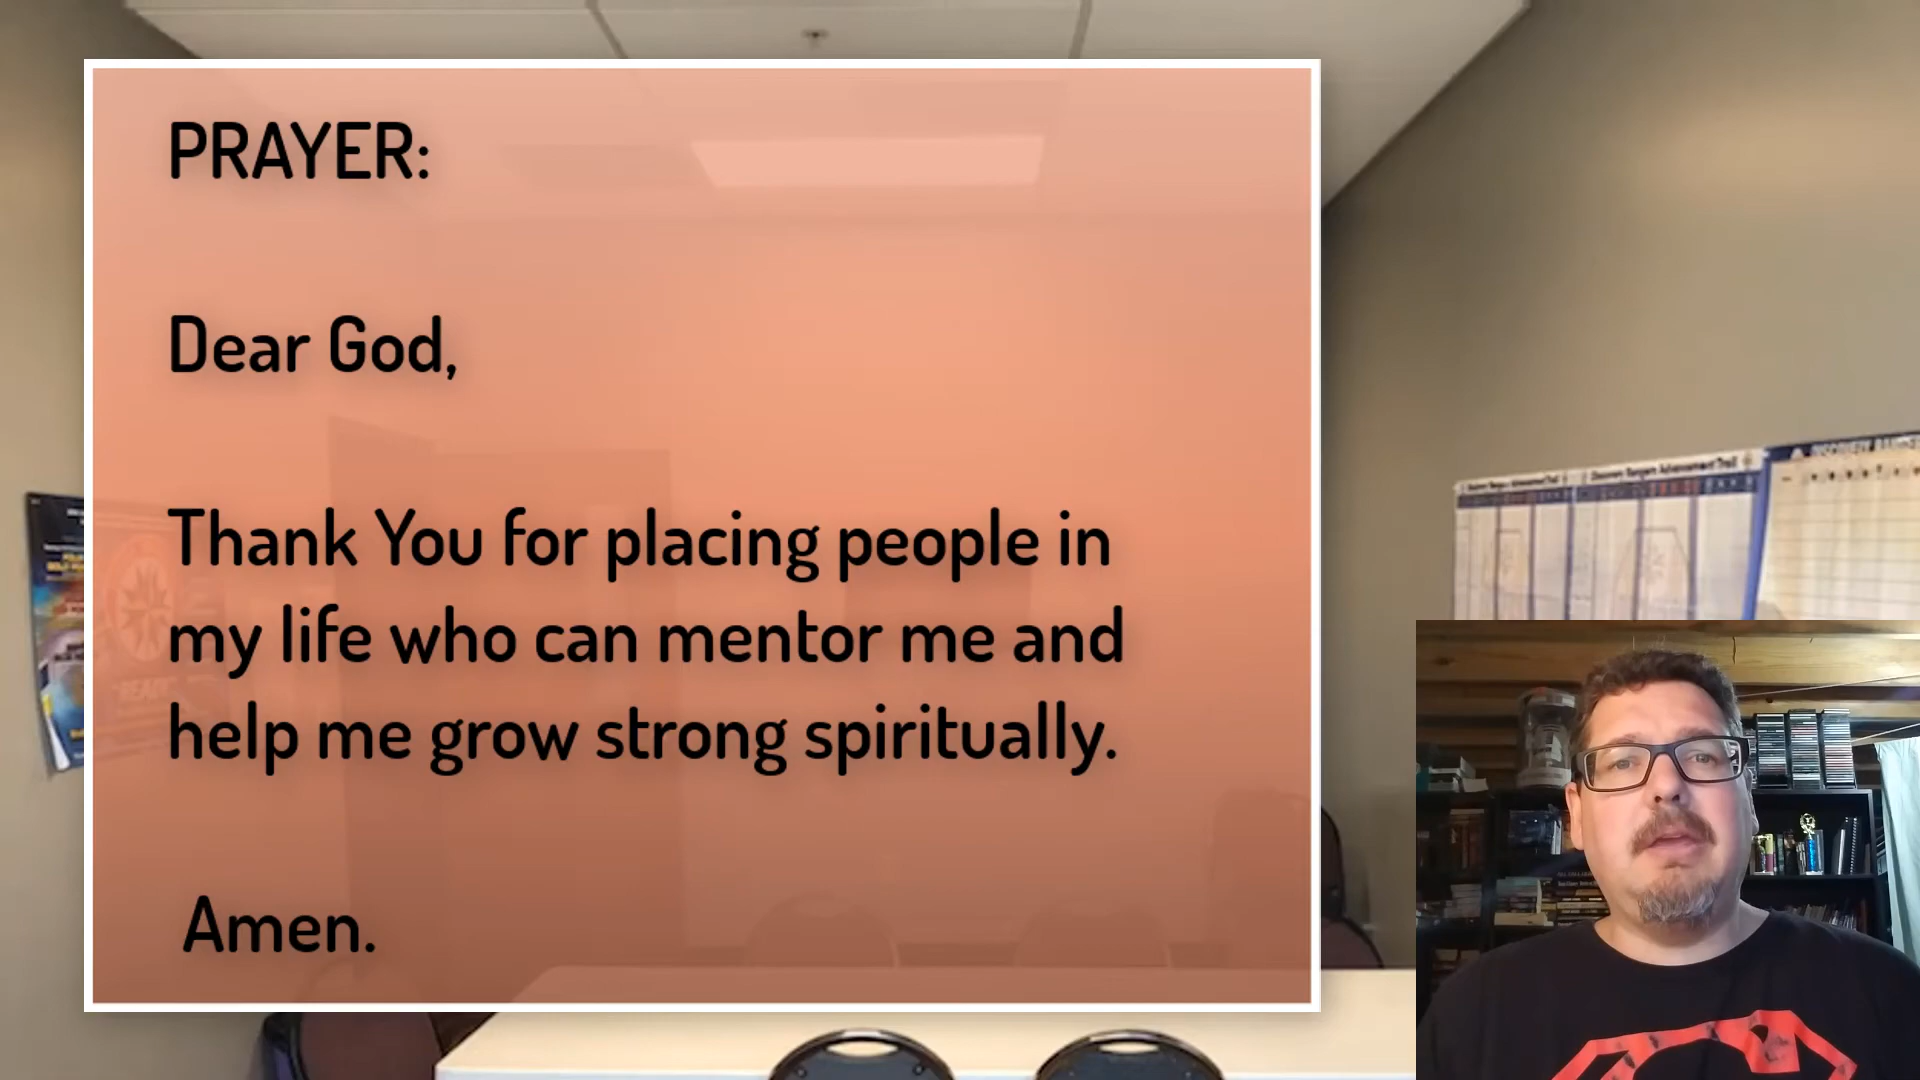 PRAYER:
Dear God,
Thank You for placing people in
my life who can mentor me and
help me grow strong spiritually.
Amen.